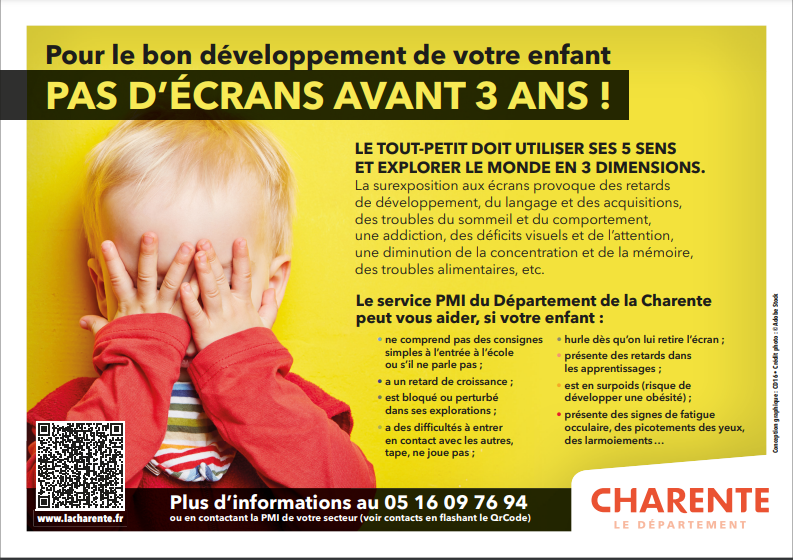 Pour le bon développement de votre enfant
PAS D'ÉCRANS AVANT 3 ANS !
LE TOUT-PETIT DOIT UTILISER SES 5 SENS
ET EXPLORER LE MONDE EN 3 DIMENSIONS.
La surexposition aux écrans provoque des retards
de développement, du langage et des acquisitions,
des troubles du sommeil et du comportement,
une addiction, des déficits visuels et de l'attention,
une diminution de la concentration et de la mémoire,
des troubles alimentaires, etc.
Le service PMI du Département de la Charente
peut vous aider, si votre enfant :
• ne comprend pas des consignes
simples à l'entrée à l'école
ou s'il ne parle pas ;
• a un retard de croissance ;
• est bloqué ou perturbé
dans ses explorations ;
• a des difficultés à entrer
en contact avec les autres,
tape, ne joue pas ;
• hurle dès qu'on lui retire l'écran ;
• présente des retards dans
les apprentissages ;
• est en surpoids (risque de
développer une obésité) ;
• présente des signes de fatigue
occulaire, des picotements des yeux,
des larmoiements...
Conception graphique : CD16 • Crédit photo : © Adobe Stock
www.lacharente.fr
Plus d'informations au 05 16 09 76 94
ou en contactant la PMI de votre secteur (voir contacts en flashant le QrCode)
CHARENTE
LE DÉPARTEMENT